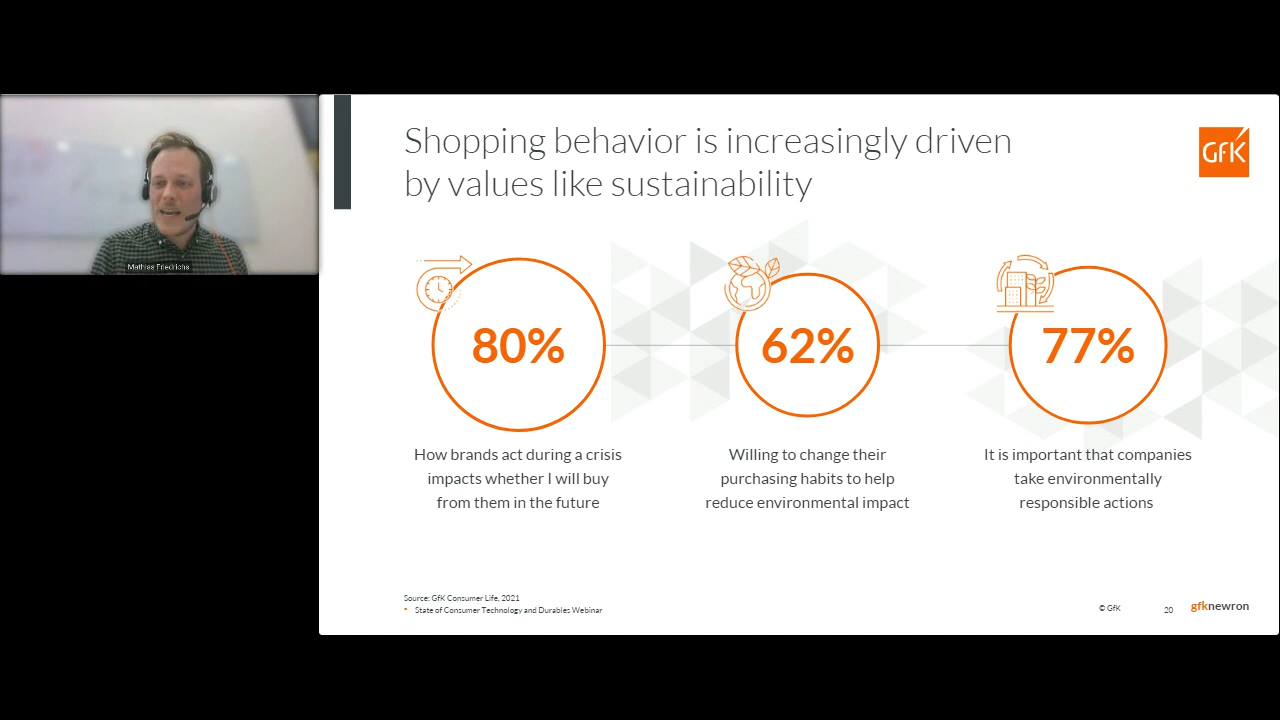 Mathias Friedrichs
Shopping behavior is increasingly driven
by values like sustainability
GfK
80%
62%
77%
How brands act during a crisis
impacts whether I will buy
from them in the future
Willing to change their
purchasing habits to help
reduce environmental impact
It is important that companies
take environmentally
responsible actions
Source: GfK Consumer Life, 2021
State of Consumer Technology and Durables Webinar
© GfK
20
gfknewron